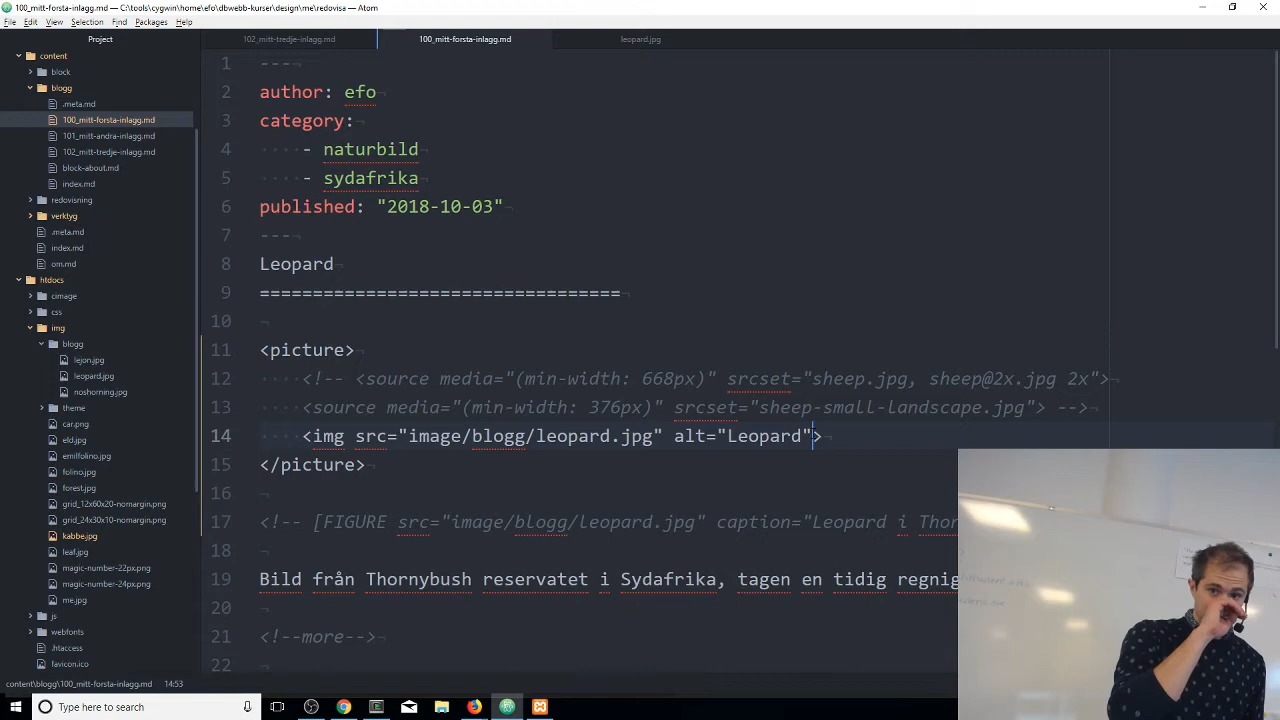 100_mitt-forsta-inlagg.md — C:\tools\cygwin\home\efo\dbwebb-kurser\design\me\redovisa — Atom
File Edit View Selection Find Packages Help
Project
102_mitt-tredje-inlagg.md
100_mitt-forsta-inlagg.md
leopard.jpg
content
block
blogg
.meta.md
100_mitt-forsta-inlagg.md
101_mitt-andra-inlagg.md
102_mitt-tredje-inlagg.md
block-about.md
index.md
redovisning
verktyg
.meta.md
index.md
om.md
htdocs
cimage
css
img
blogg
lejon.jpg
leopard.jpg
noshorning.jpg
theme
car.png
eld.jpg
emilfolino.jpg
folino.jpg
forest.jpg
grid_12x60x20-nomargin.png
grid_24x30x10-nomargin.png
kabbe.jpg
leaf.jpg
magic-number-22px.png
magic-number-24px.png
me.jpg
js
webfonts
.htaccess
favicon.ico
1 ---
2 author: efo
3 category:
4 - naturbild
5 - sydafrika
6 published: "2018-10-03"
7 ---
8 Leopard
9 ==================================
10
11 <picture>
12 <!-- <source media="(min-width: 668px)" srcset="sheep.jpg, sheep@2x.jpg 2x">
13 <source media="(min-width: 376px)" srcset="sheep-small-landscape.jpg"> -->
14 <img src="image/blogg/leopard.jpg" alt="Leopard">
15 </picture>
16
17 <!-- [FIGURE src="image/blogg/leopard.jpg" caption="Leopard i Thor
18
19 Bild från Thornybush reservatet i Sydafrika, tagen en tidig regnig
20
21 <!--more-->
22
content\blogg\100_mitt-forsta-inlagg.md 14:53
Type here to search